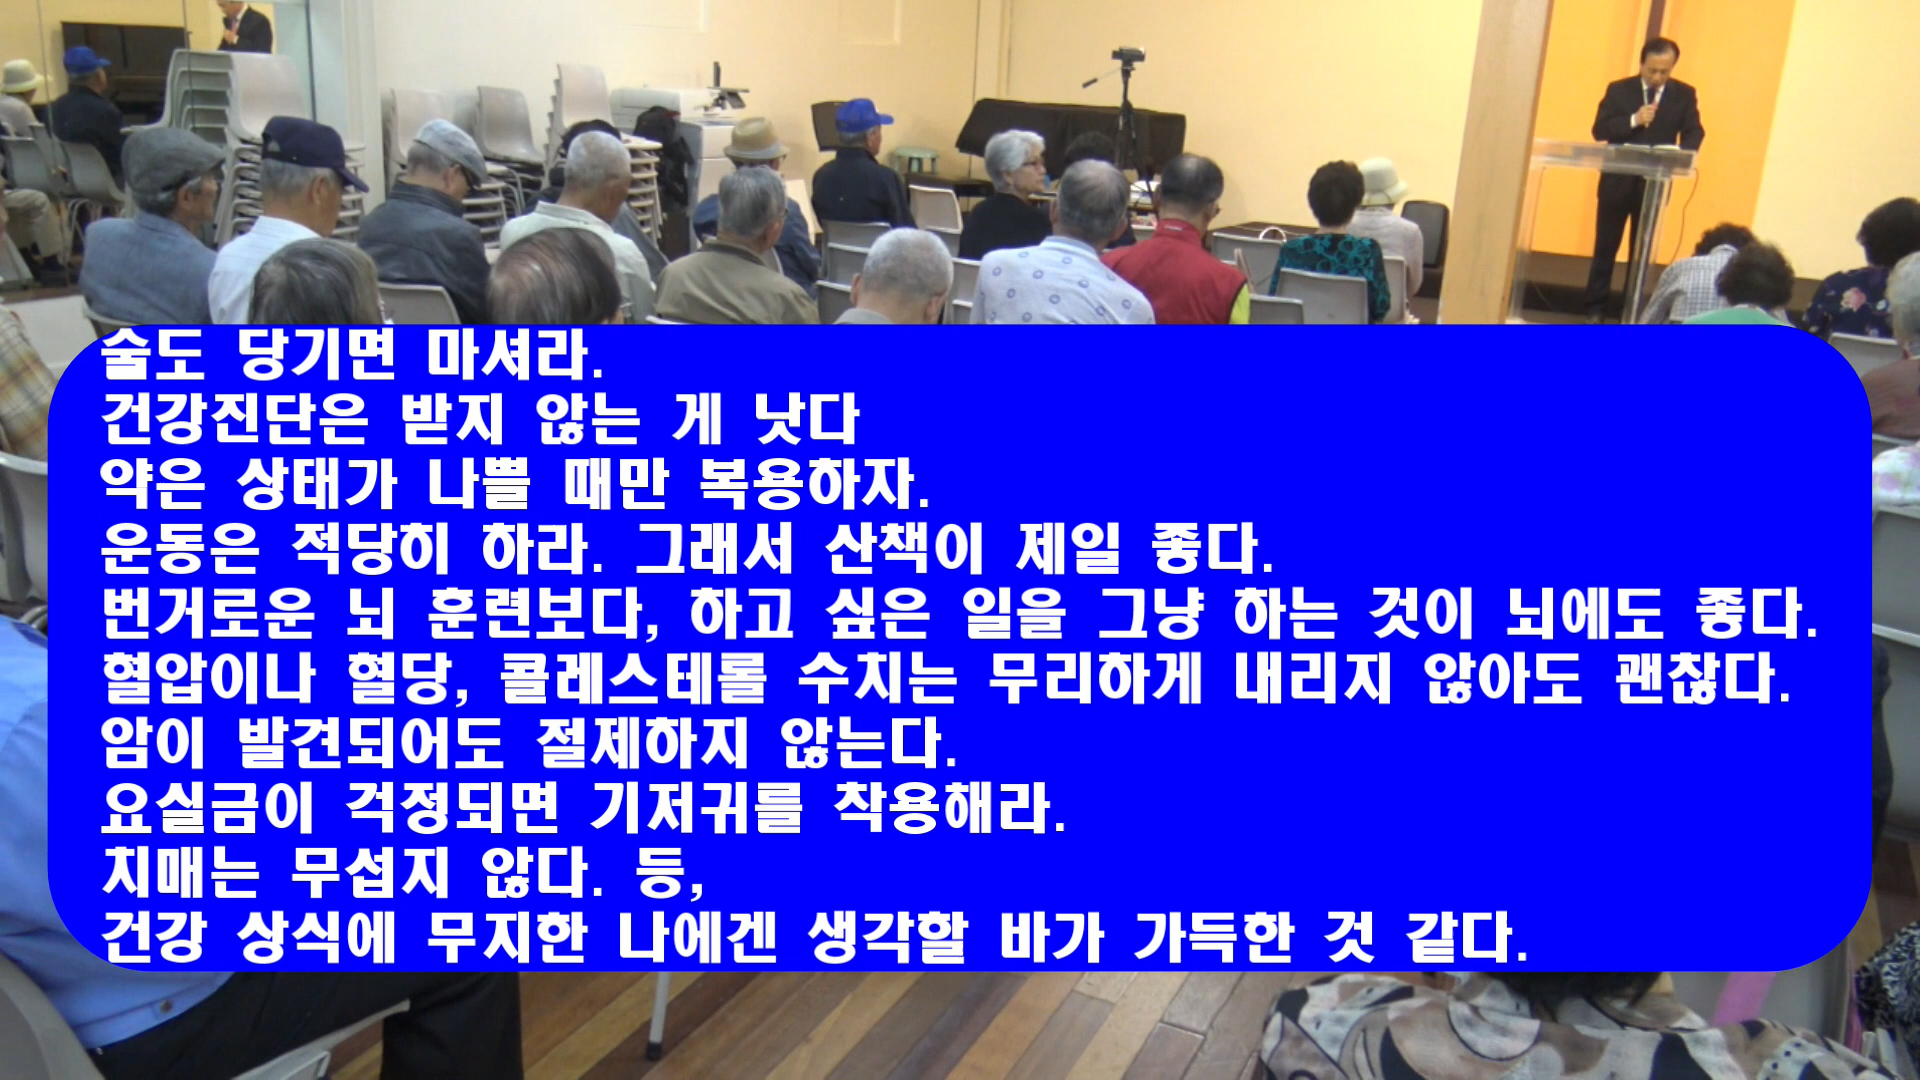 술도 당기면 마셔라.
건강진단은 받지 않는 게 낫다
약은 상태가 나쁠 때만 복용하자.
운동은 적당히 하라. 그래서 산책이 제일 좋다.
번거로운 뇌 훈련보다, 하고 싶은 일을 그냥 하는 것이 뇌에도 좋다.
혈압이나 혈당, 콜레스테롤 수치는 무리하게 내리지 않아도 괜찮다.
암이 발견되어도 절제하지 않는다.
요실금이 걱정되면 기저귀를 착용해라.
치매는 무섭지 않다. 등,
건강 상식에 무지한 나에겐 생각할 바가 가득한 것 같다.